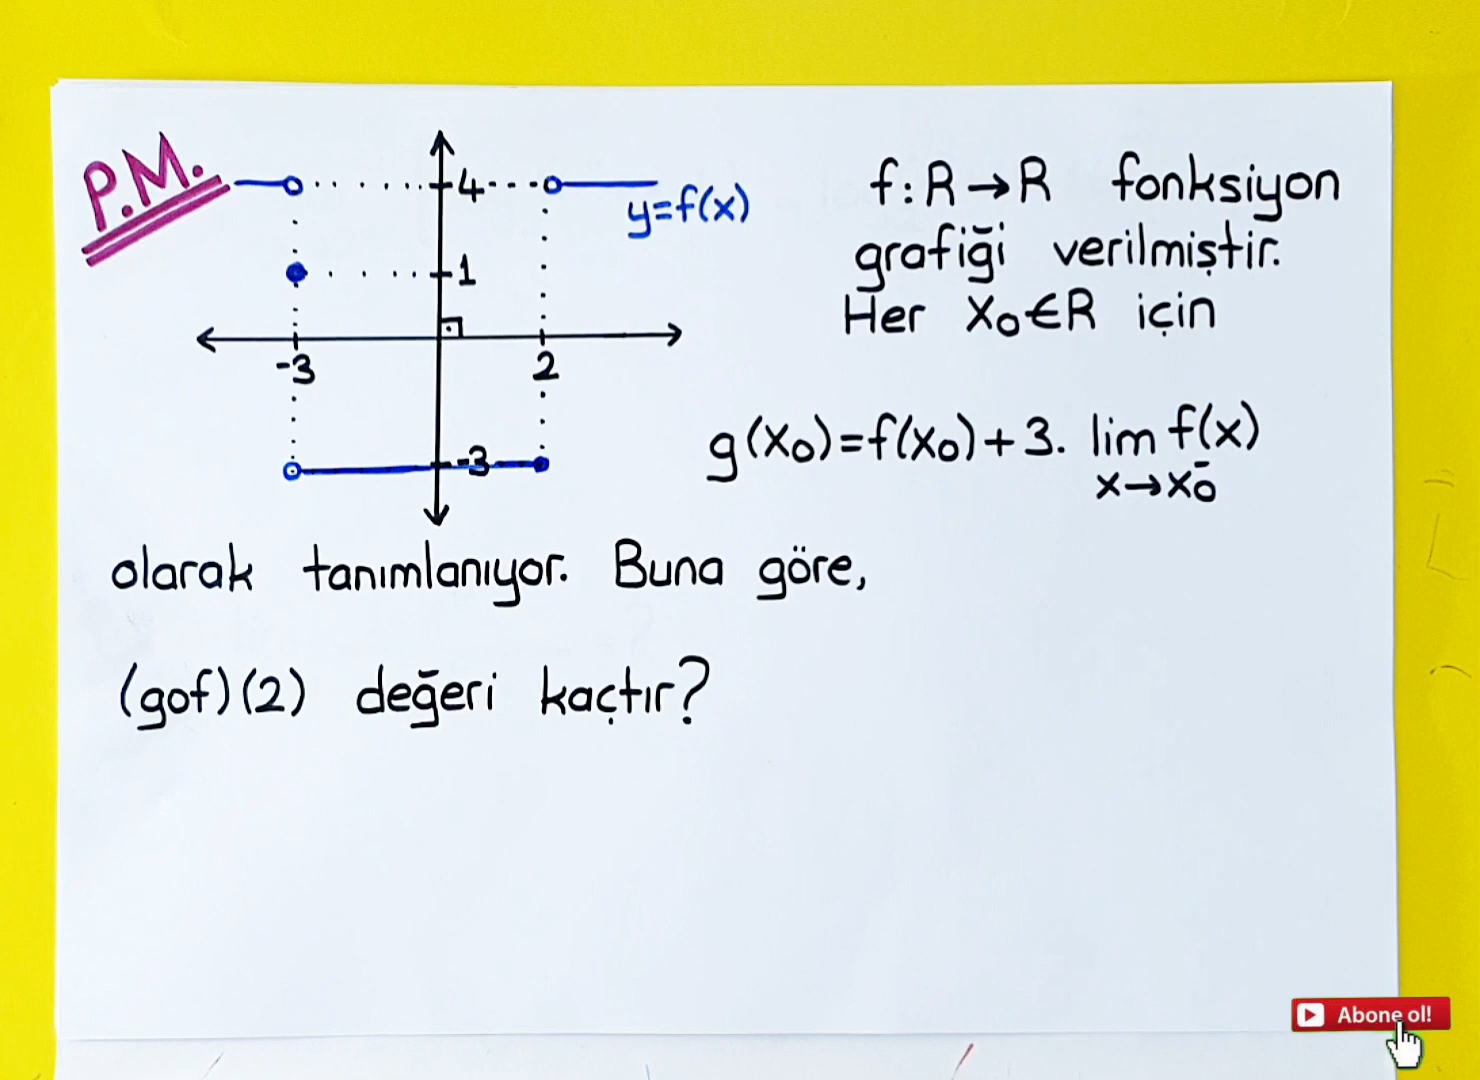 P.M.
4
y=f(x)
1
-3
2
-3
f:R→R fonksiyon
grafiği verilmiştir.
Her x₀∈R için
g(x₀)=f(x₀)+3. lim f(x)
x→x₀⁻
olarak tanımlanıyor. Buna göre,
(gof)(2) değeri kaçtır?
Abone ol!